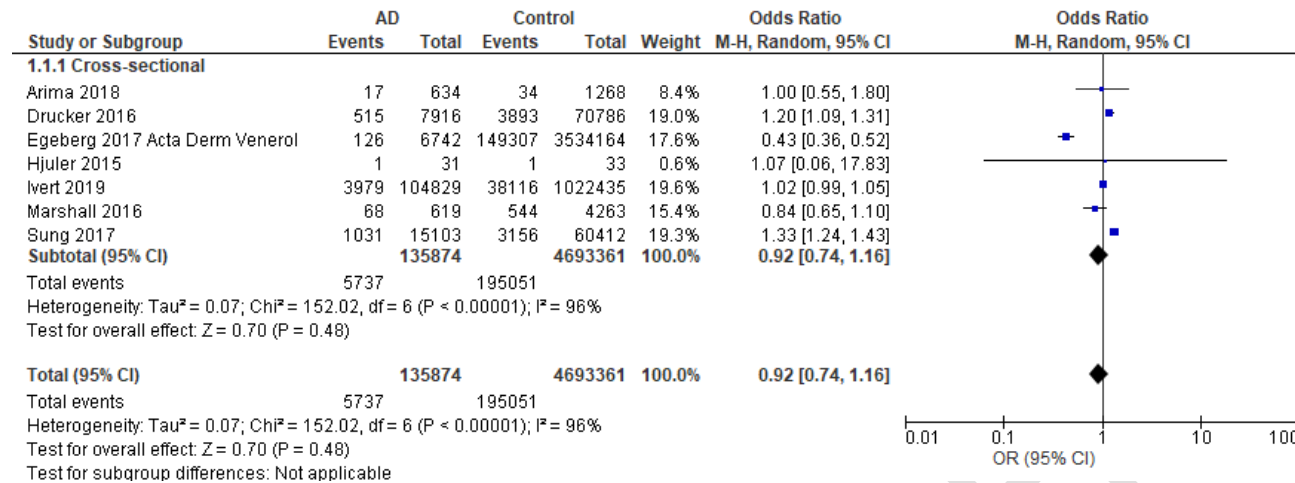 AD Control Odds Ratio Odds Ratio
Study or Subgroup Events Total Events Total Weight M-H, Random, 95% CI M-H, Random, 95% CI
1.1.1 Cross-sectional
Arima 2018 17 634 34 1268 8.4% 1.00 [0.55, 1.80]
Drucker 2016 515 7916 3893 70786 19.0% 1.20 [1.09, 1.31]
Egeberg 2017 Acta Derm Venerol 126 6742 149307 3534164 17.6% 0.43 [0.36, 0.52]
Hjuler 2015 1 31 1 33 0.6% 1.07 [0.06, 17.83]
Ivert 2019 3979 104829 38116 1022435 19.6% 1.02 [0.99, 1.05]
Marshall 2016 68 619 544 4263 15.4% 0.84 [0.65, 1.10]
Sung 2017 1031 15103 3156 60412 19.3% 1.33 [1.24, 1.43]
Subtotal (95% CI) 135874 4693361 100.0% 0.92 [0.74, 1.16]
Total events 5737 195051
Heterogeneity: Tau² = 0.07; Chi² = 152.02, df = 6 (P < 0.00001); I² = 96%
Test for overall effect: Z = 0.70 (P = 0.48)
Total (95% CI) 135874 4693361 100.0% 0.92 [0.74, 1.16]
Total events 5737 195051
Heterogeneity: Tau² = 0.07; Chi² = 152.02, df = 6 (P < 0.00001); I² = 96%
Test for overall effect: Z = 0.70 (P = 0.48)
Test for subgroup differences: Not applicable
0.01 0.1 1 10 100
OR (95% CI)